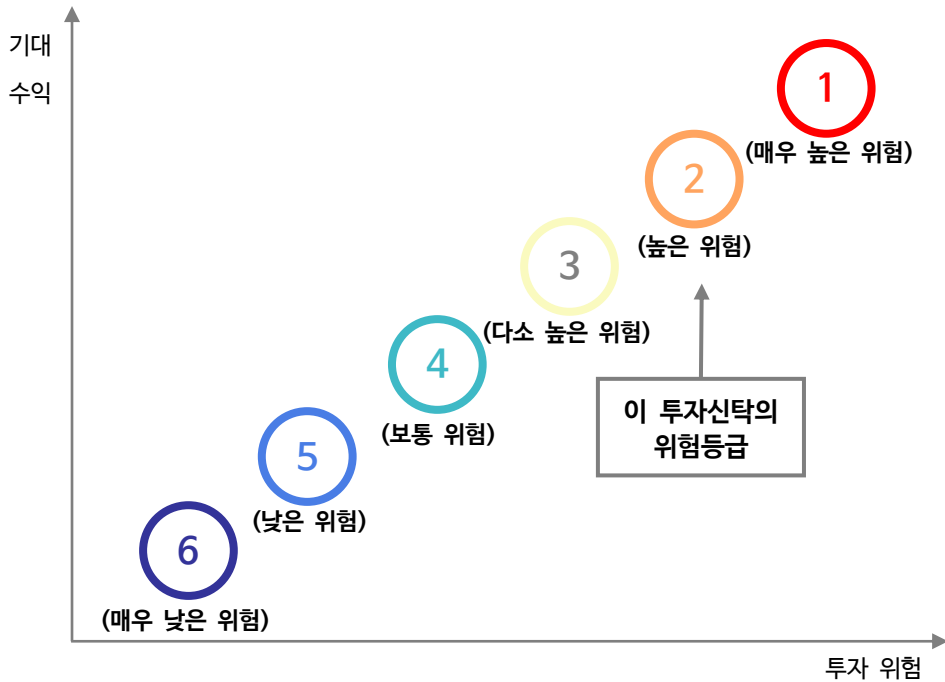 기대
수익
1
(매우 높은 위험)
2
(높은 위험)
3
(다소 높은 위험)
4
(보통 위험)
이 투자신탁의
위험등급
5
(낮은 위험)
6
(매우 낮은 위험)
투자 위험